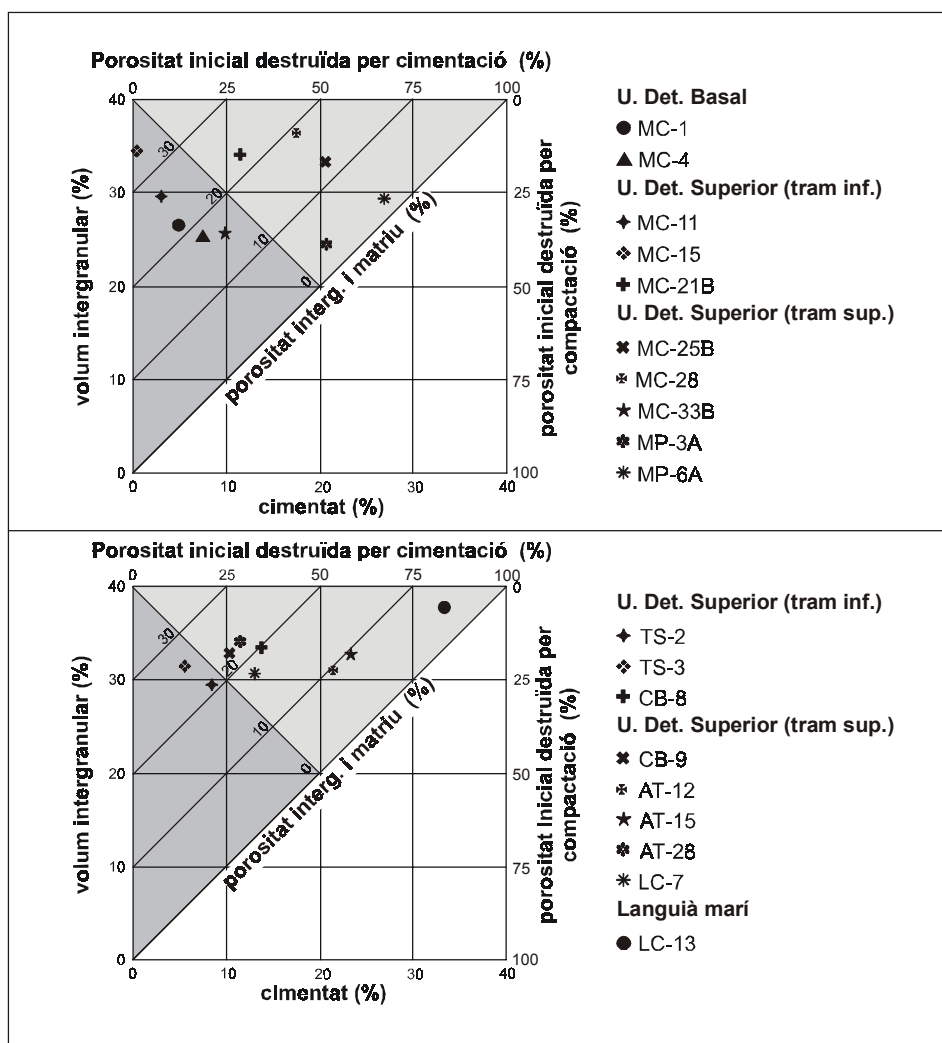 Porositat inicial destruïda per cimentació (%)
0 25 50 75 100
40 0
30 25
20 50
10 75
0 100
0 10 20 30 40
30
20
10
0
volum intergranular (%)
cimentat (%)
porositat interg. i matriu (%)
porositat inicial destruïda per
compactació (%)
U. Det. Basal
MC-1
MC-4
U. Det. Superior (tram inf.)
MC-11
MC-15
MC-21B
U. Det. Superior (tram sup.)
MC-25B
MC-28
MC-33B
MP-3A
MP-6A
Porositat inicial destruïda per cimentació (%)
0 25 50 75 100
40 0
30 25
20 50
10 75
0 100
0 10 20 30 40
30
20
10
0
volum intergranular (%)
cimentat (%)
porositat interg. i matriu (%)
porositat Inicial destruïda per
compactació (%)
U. Det. Superior (tram inf.)
TS-2
TS-3
CB-8
U. Det. Superior (tram sup.)
CB-9
AT-12
AT-15
AT-28
LC-7
Languià marí
LC-13